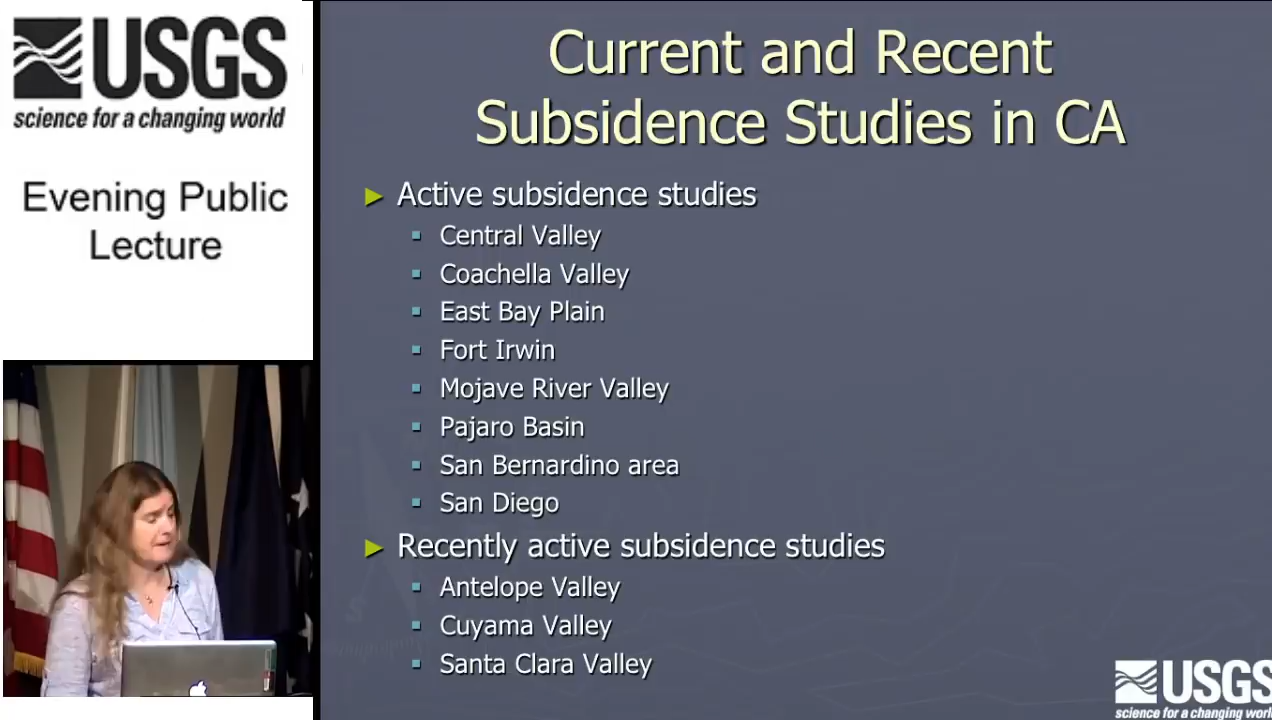 USGS
science for a changing world
Evening Public
Lecture
Current and Recent
Subsidence Studies in CA
► Active subsidence studies
▪ Central Valley
▪ Coachella Valley
▪ East Bay Plain
▪ Fort Irwin
▪ Mojave River Valley
▪ Pajaro Basin
▪ San Bernardino area
▪ San Diego
► Recently active subsidence studies
▪ Antelope Valley
▪ Cuyama Valley
▪ Santa Clara Valley
USGS
science for a changing world